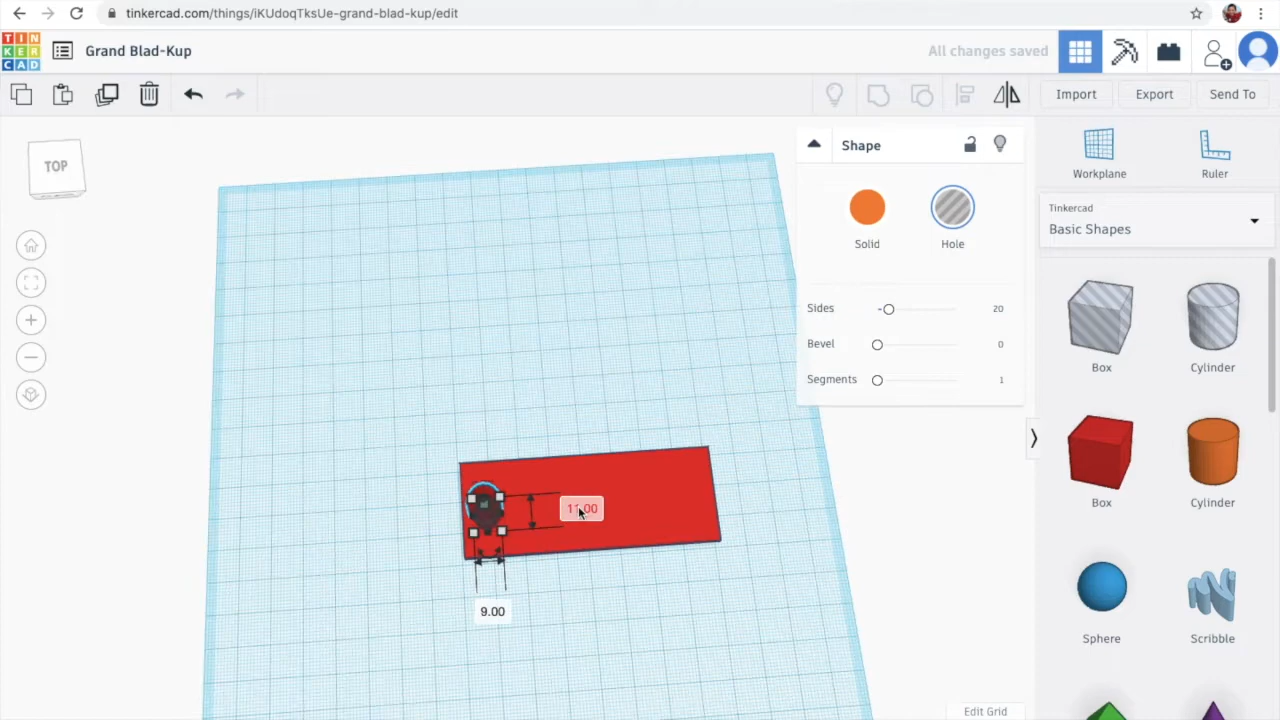 tinkercad.com/things/iKUdoqTksUe-grand-blad-kup/edit
TIN
KER
CAD
Grand Blad-Kup
All changes saved
Import
Export
Send To
TOP
Shape
Solid
Hole
Sides
20
Bevel
0
Segments
1
Workplane
Ruler
Tinkercad
Basic Shapes
Box
Cylinder
Box
Cylinder
Sphere
Scribble
11.00
9.00
Edit Grid